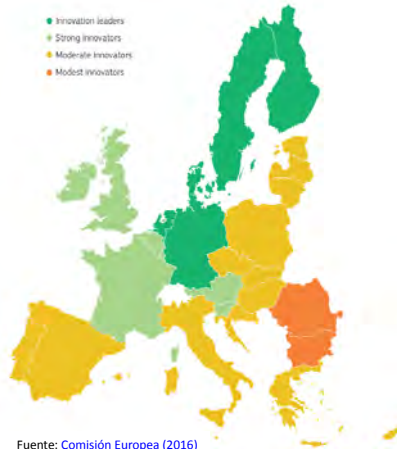 Innovation leaders
Strong innovators
Moderate innovators
Modest innovators
Fuente: Comisión Europea (2016)